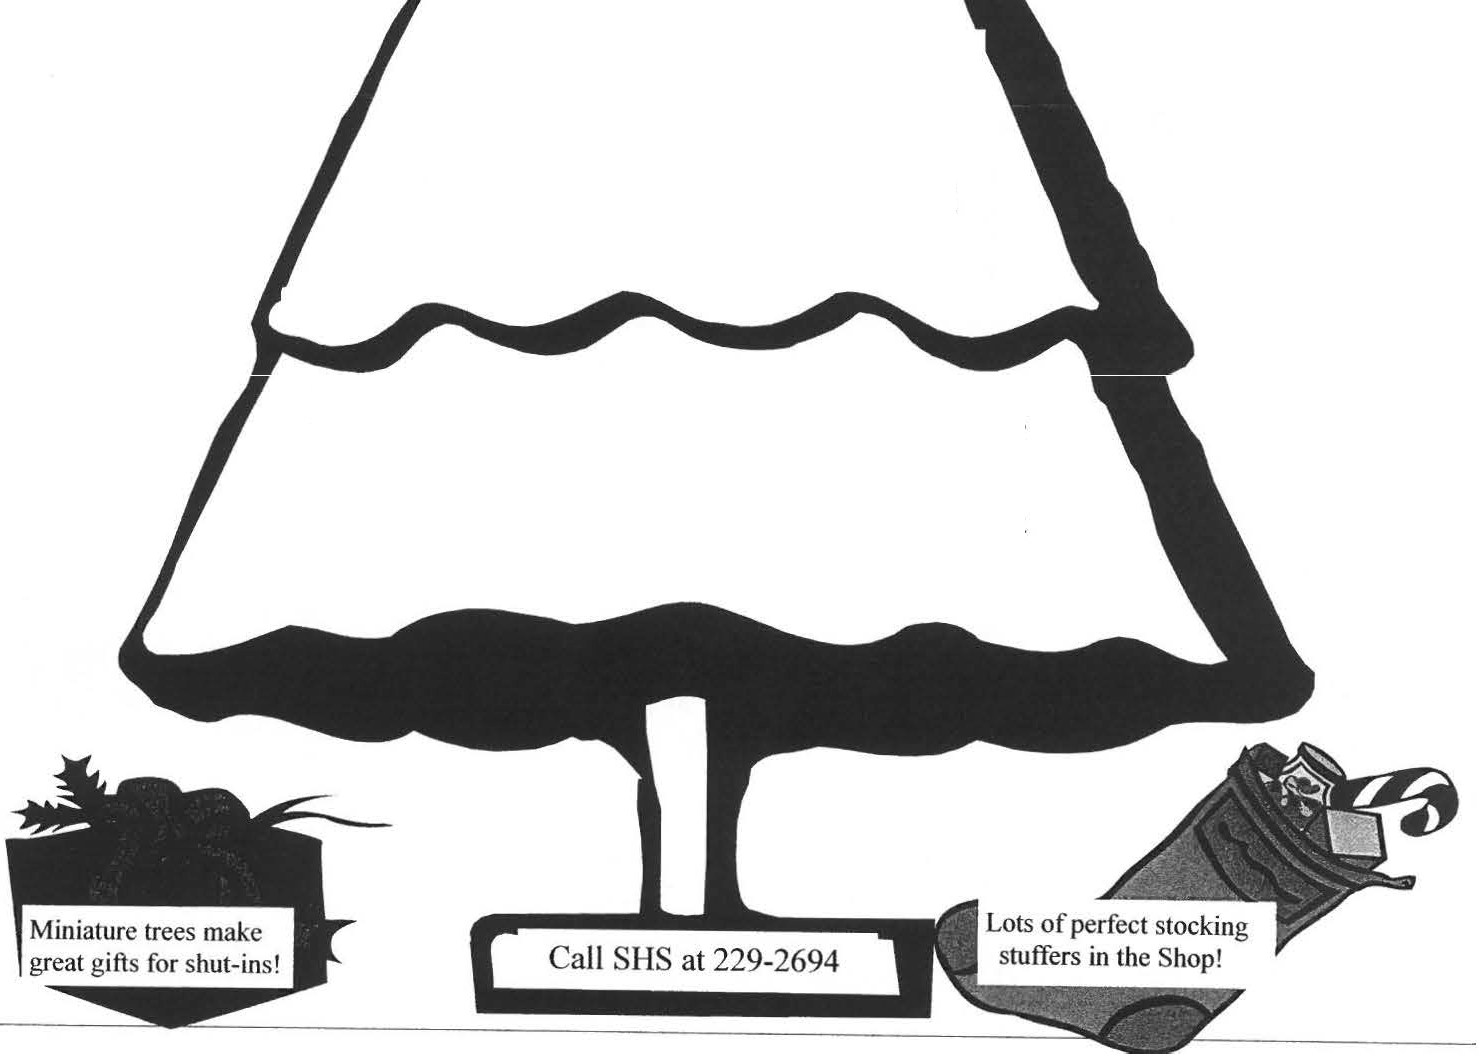 Miniature trees make
great gifts for shut-ins!
Call SHS at 229-2694
Lots of perfect stocking
stuffers in the Shop!